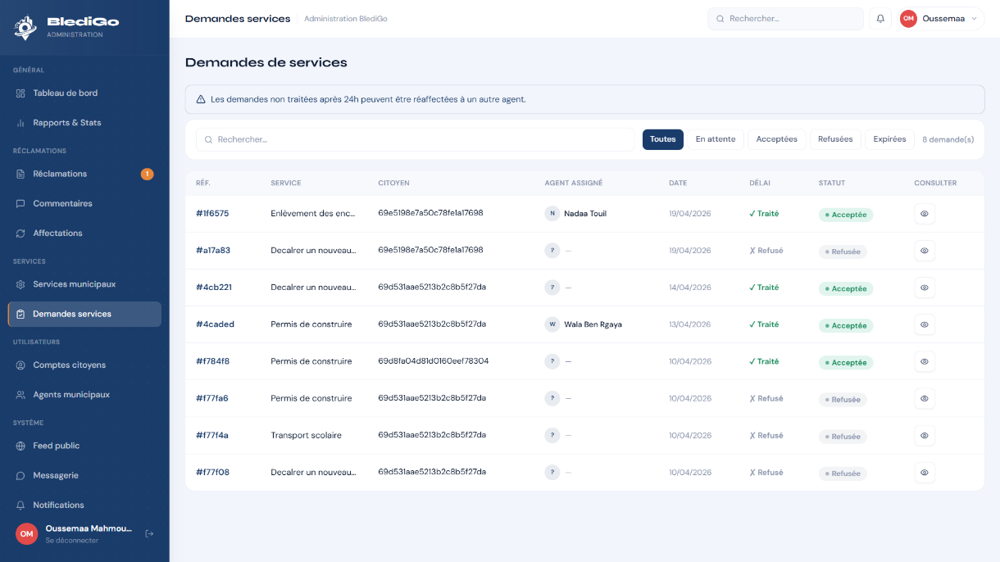 BlediGo
ADMINISTRATION
GÉNÉRAL
Tableau de bord
Rapports & Stats
RÉCLAMATIONS
Réclamations 1
Commentaires
Affectations
SERVICES
Services municipaux
Demandes services
UTILISATEURS
Comptes citoyens
Agents municipaux
SYSTÈME
Feed public
Messagerie
Notifications
OM Oussemaa Mahmou...
Se déconnecter
Demandes services Administration BlediGo Rechercher... OM Oussemaa
Demandes de services
Les demandes non traitées après 24h peuvent être réaffectées à un autre agent.
Rechercher... Toutes En attente Acceptées Refusées Expirées 8 demande(s)
RÉF. SERVICE CITOYEN AGENT ASSIGNÉ DATE DÉLAI STATUT CONSULTER
#1f6575 Enlèvement des enc... 69e5198e7a50c78fe1a17698 N Nadaa Touil 19/04/2026 ✓ Traité Acceptée
#a17a83 Decalrer un nouveau... 69e5198e7a50c78fe1a17698 ? — 19/04/2026 ✗ Refusé Refusée
#4cb221 Decalrer un nouveau... 69d531aae5213b2c8b5f27da ? — 14/04/2026 ✓ Traité Acceptée
#4caded Permis de construire 69d531aae5213b2c8b5f27da W Wala Ben Rgaya 13/04/2026 ✓ Traité Acceptée
#f784f8 Permis de construire 69d8fa04d81d0160eef78304 ? — 10/04/2026 ✓ Traité Acceptée
#f77fa6 Permis de construire 69d531aae5213b2c8b5f27da ? — 10/04/2026 ✗ Refusé Refusée
#f77f4a Transport scolaire 69d531aae5213b2c8b5f27da ? — 10/04/2026 ✗ Refusé Refusée
#f77f08 Decalrer un nouveau... 69d531aae5213b2c8b5f27da ? — 10/04/2026 ✗ Refusé Refusée